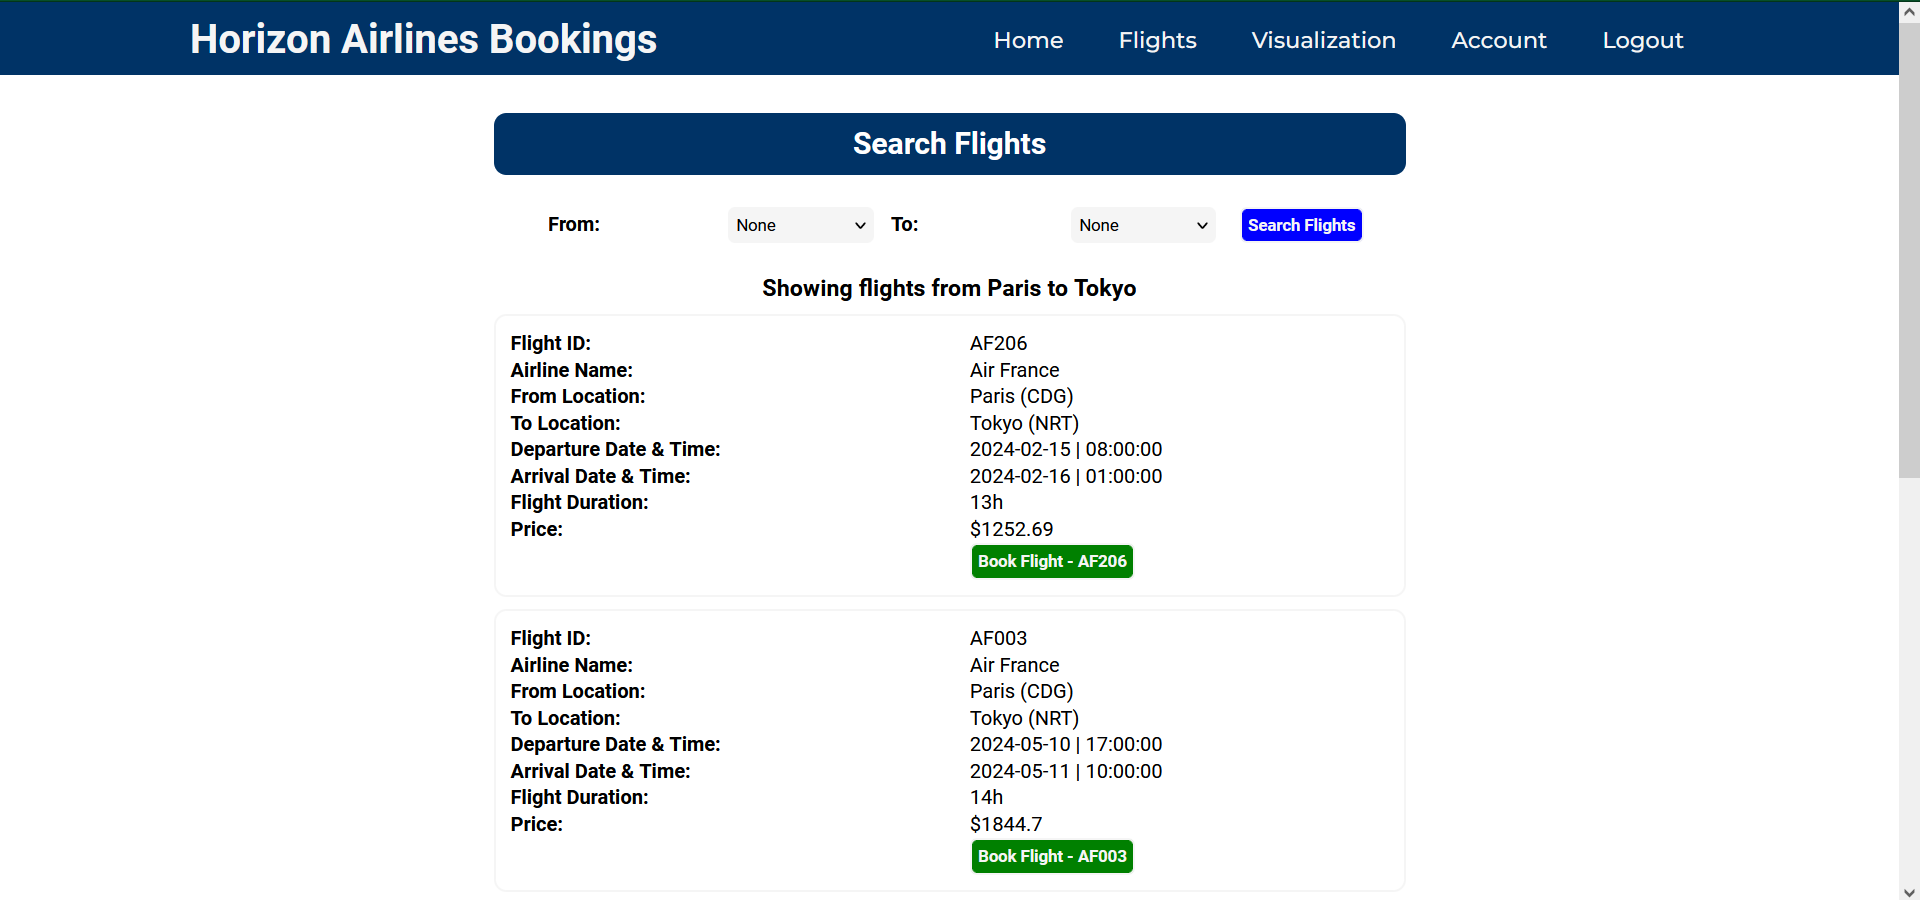 Horizon Airlines Bookings Home Flights Visualization Account Logout
Search Flights
From: None To: None Search Flights
Showing flights from Paris to Tokyo
Flight ID: AF206
Airline Name: Air France
From Location: Paris (CDG)
To Location: Tokyo (NRT)
Departure Date & Time: 2024-02-15 | 08:00:00
Arrival Date & Time: 2024-02-16 | 01:00:00
Flight Duration: 13h
Price: $1252.69
Book Flight - AF206
Flight ID: AF003
Airline Name: Air France
From Location: Paris (CDG)
To Location: Tokyo (NRT)
Departure Date & Time: 2024-05-10 | 17:00:00
Arrival Date & Time: 2024-05-11 | 10:00:00
Flight Duration: 14h
Price: $1844.7
Book Flight - AF003